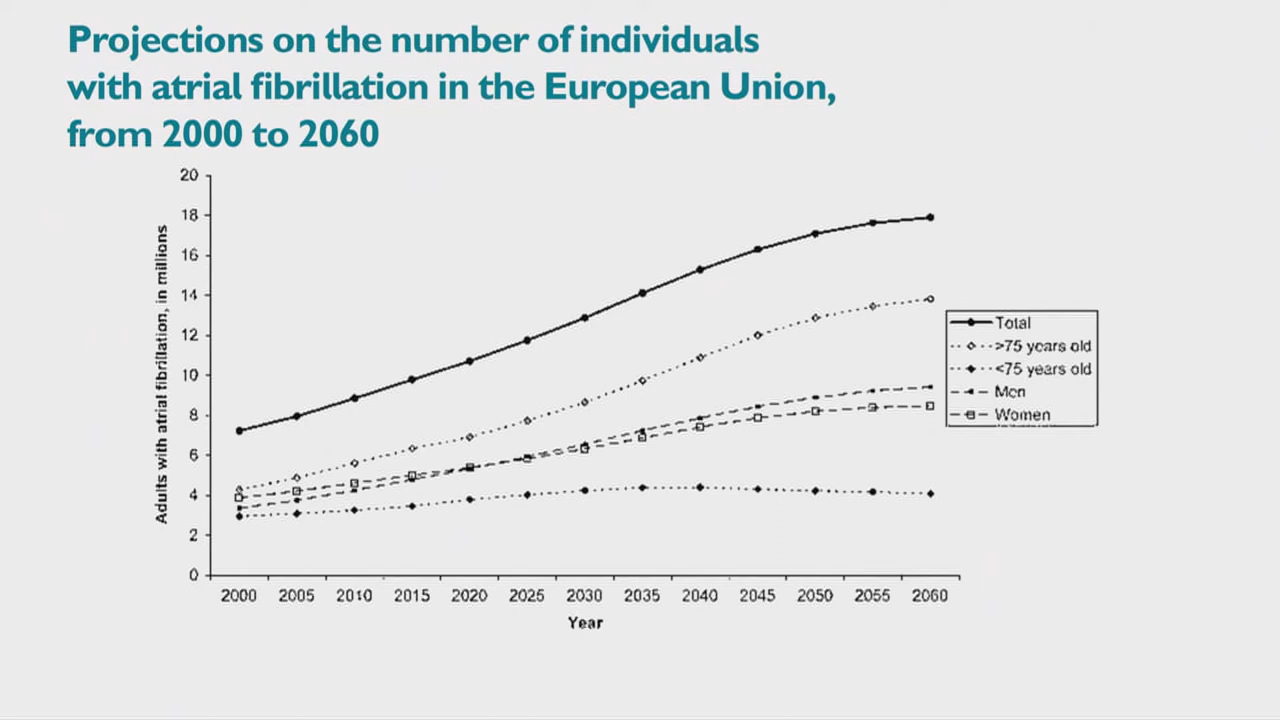 Projections on the number of individuals
with atrial fibrillation in the European Union,
from 2000 to 2060
Adults with atrial fibrillation, in millions
20
18
16
14
12
10
8
6
4
2
0
2000 2005 2010 2015 2020 2025 2030 2035 2040 2045 2050 2055 2060
Year
Total
>75 years old
<75 years old
Men
Women